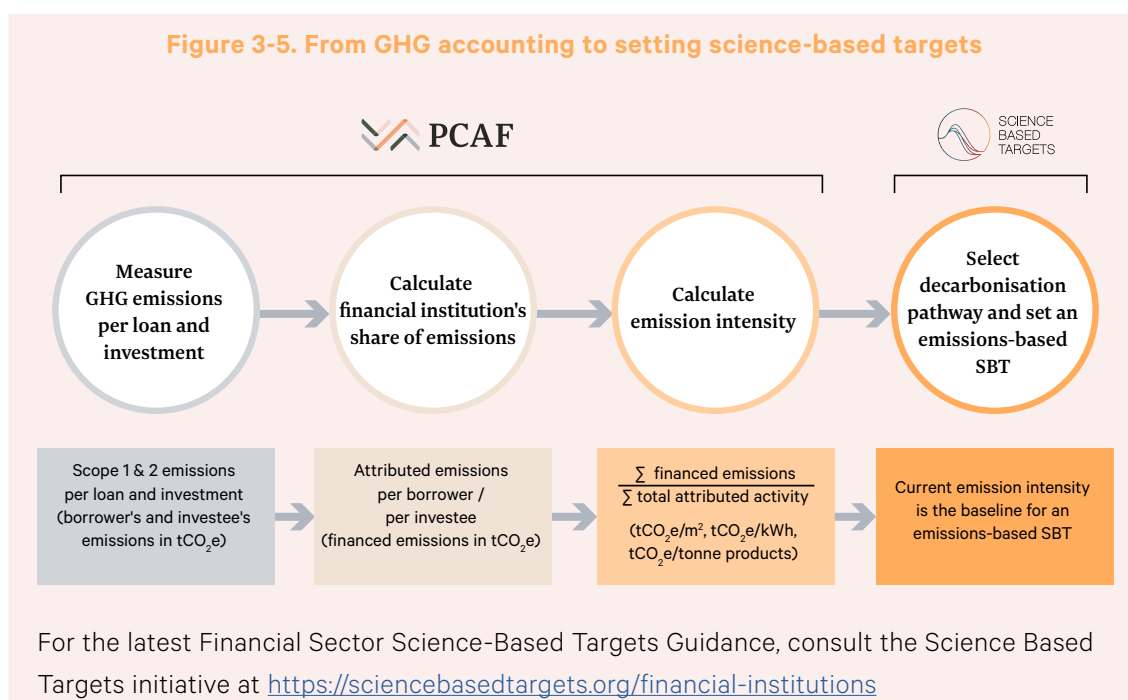 Figure 3-5. From GHG accounting to setting science-based targets
PCAF
SCIENCE
BASED
TARGETS
Measure
GHG emissions
per loan and
investment
Calculate
financial institution's
share of emissions
Calculate
emission intensity
Select
decarbonisation
pathway and set an
emissions-based
SBT
Scope 1 & 2 emissions
per loan and investment
(borrower's and investee's
emissions in tCO₂e)
Attributed emissions
per borrower /
per investee
(financed emissions in tCO₂e)
∑ financed emissions
∑ total attributed activity
(tCO₂e/m², tCO₂e/kWh,
tCO₂e/tonne products)
Current emission intensity
is the baseline for an
emissions-based SBT
For the latest Financial Sector Science-Based Targets Guidance, consult the Science Based
Targets initiative at https://sciencebasedtargets.org/financial-institutions